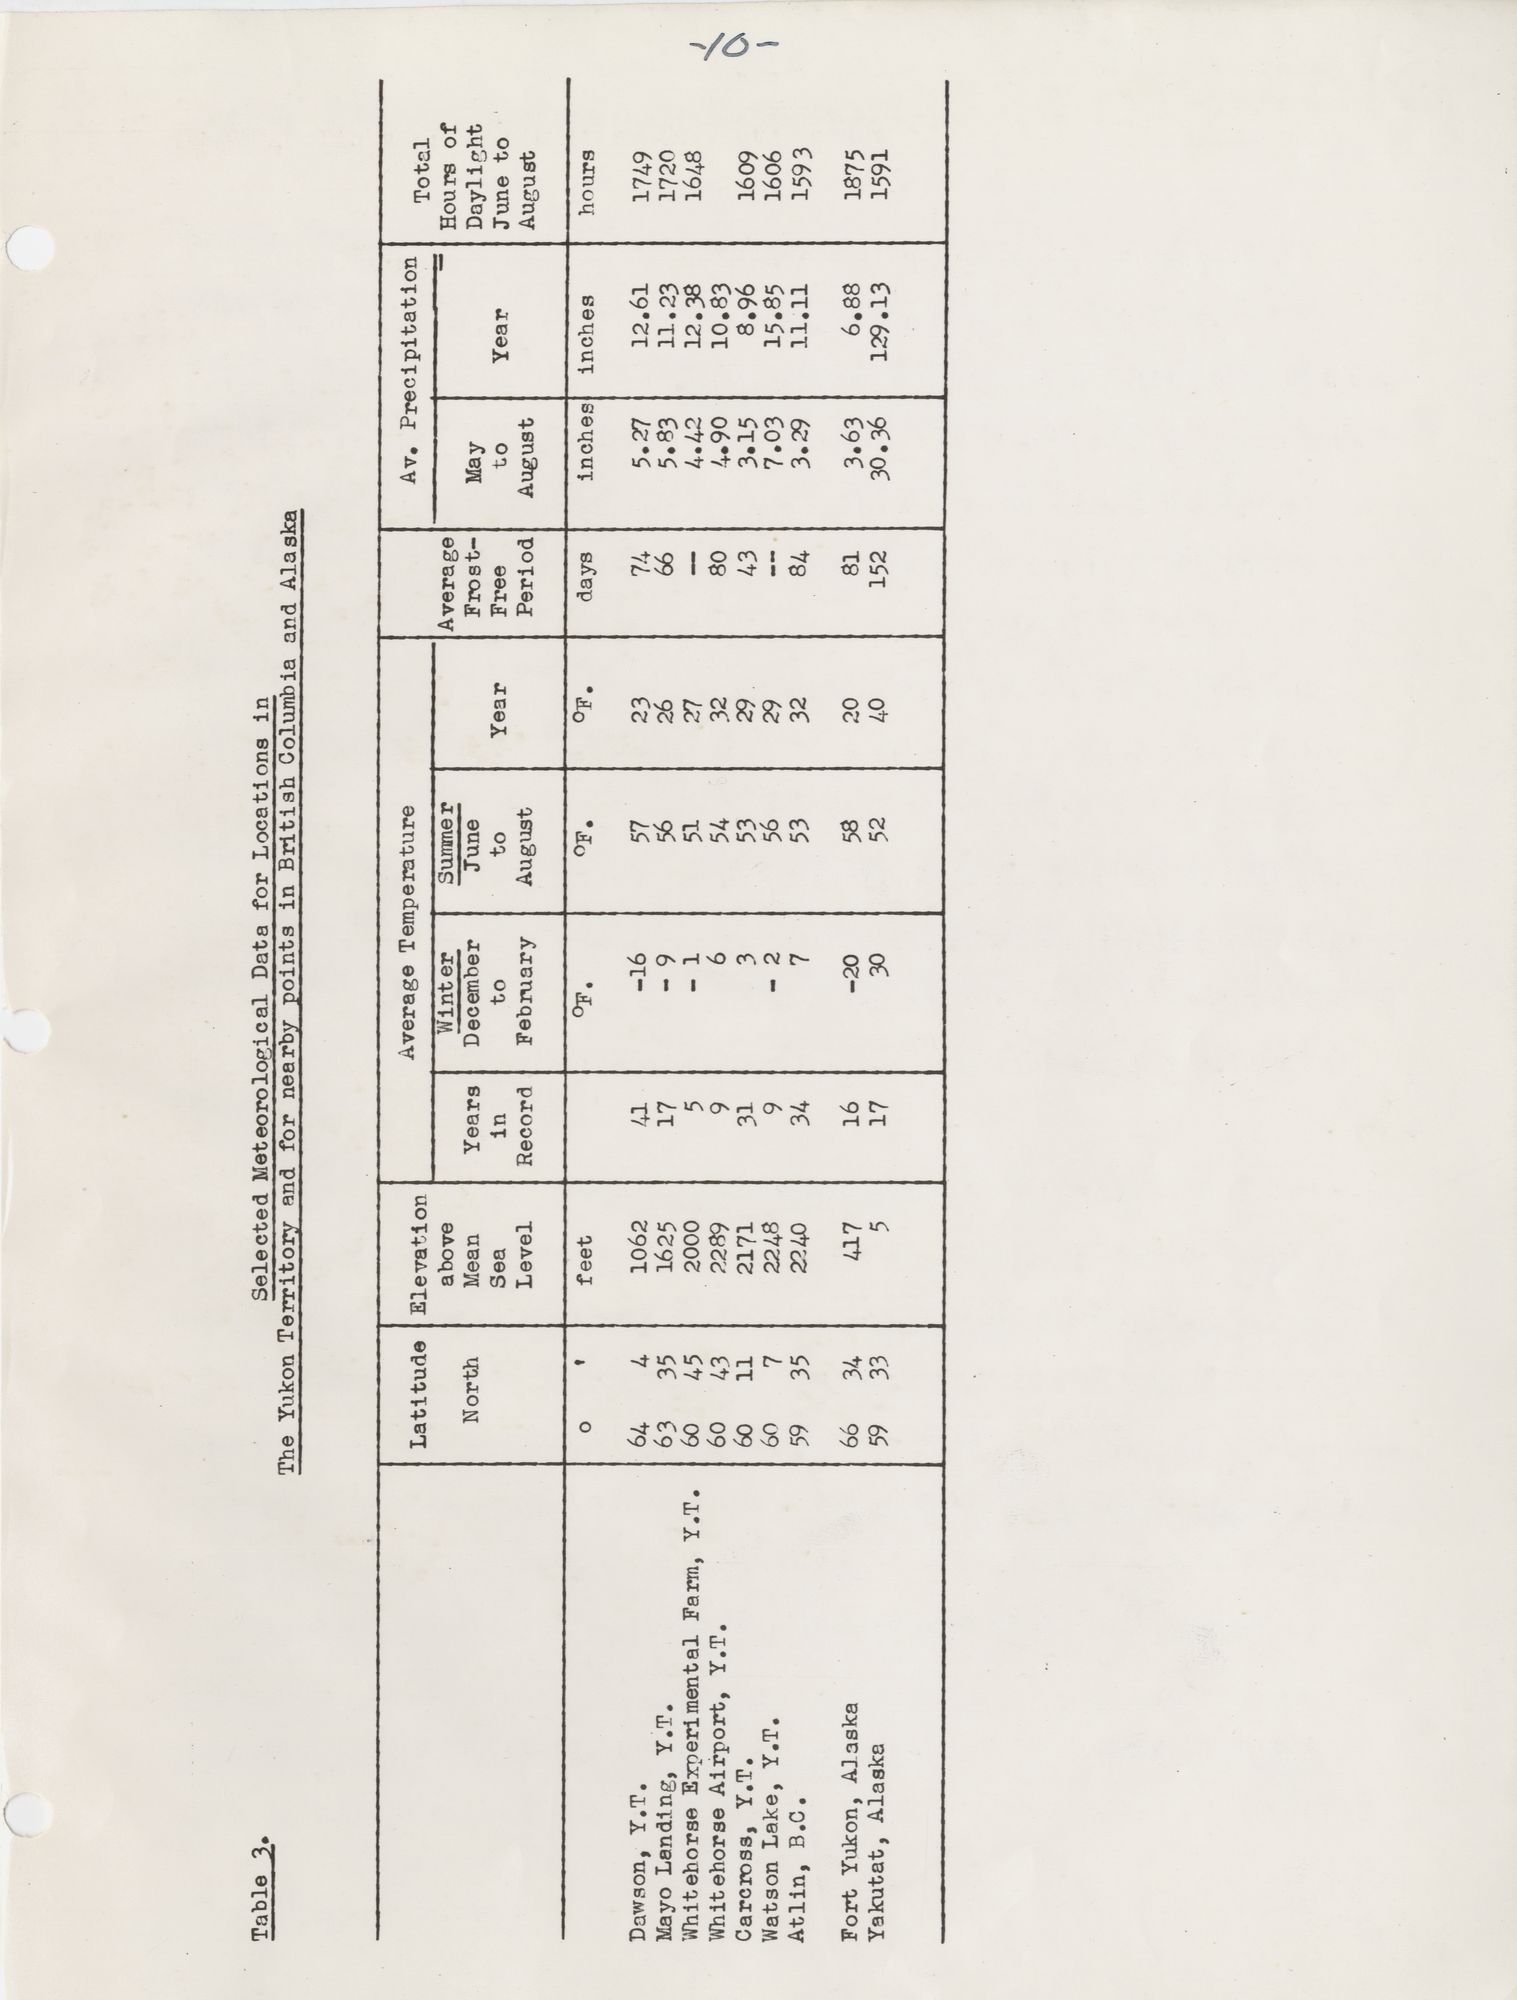 -10-
Table 3.
Selected Meteorological Data for Locations in
The Yukon Territory and for nearby points in British Columbia and Alaska
Latitude Elevation Average Temperature Av. Precipitation Total
above Winter Summer Average = Hours of
North Mean Years December June May Frost- Daylight
Sea in to to Year Free to Year June to
Level Record February August Period August August
o ' feet °F. °F. °F. days inches inches hours
Dawson, Y.T. 64 4 1062 41 -16 57 23 74 5.27 12.61 1749
Mayo Landing, Y.T. 63 35 1625 17 - 9 56 26 66 5.83 11.23 1720
Whitehorse Experimental Farm, Y.T. 60 45 2000 5 - 1 51 27 -- 4.42 12.38 1648
Whitehorse Airport, Y.T. 60 43 2289 9 6 54 32 80 4.90 10.83
Carcross, Y.T. 60 11 2171 31 3 53 29 43 3.15 8.96 1609
Watson Lake, Y.T. 60 7 2248 9 - 2 56 29 -- 7.03 15.85 1606
Atlin, B.C. 59 35 2240 34 7 53 32 84 3.29 11.11 1593
Fort Yukon, Alaska 66 34 417 16 -20 58 20 81 3.63 6.88 1875
Yakutat, Alaska 59 33 5 17 30 52 40 152 30.36 129.13 1591